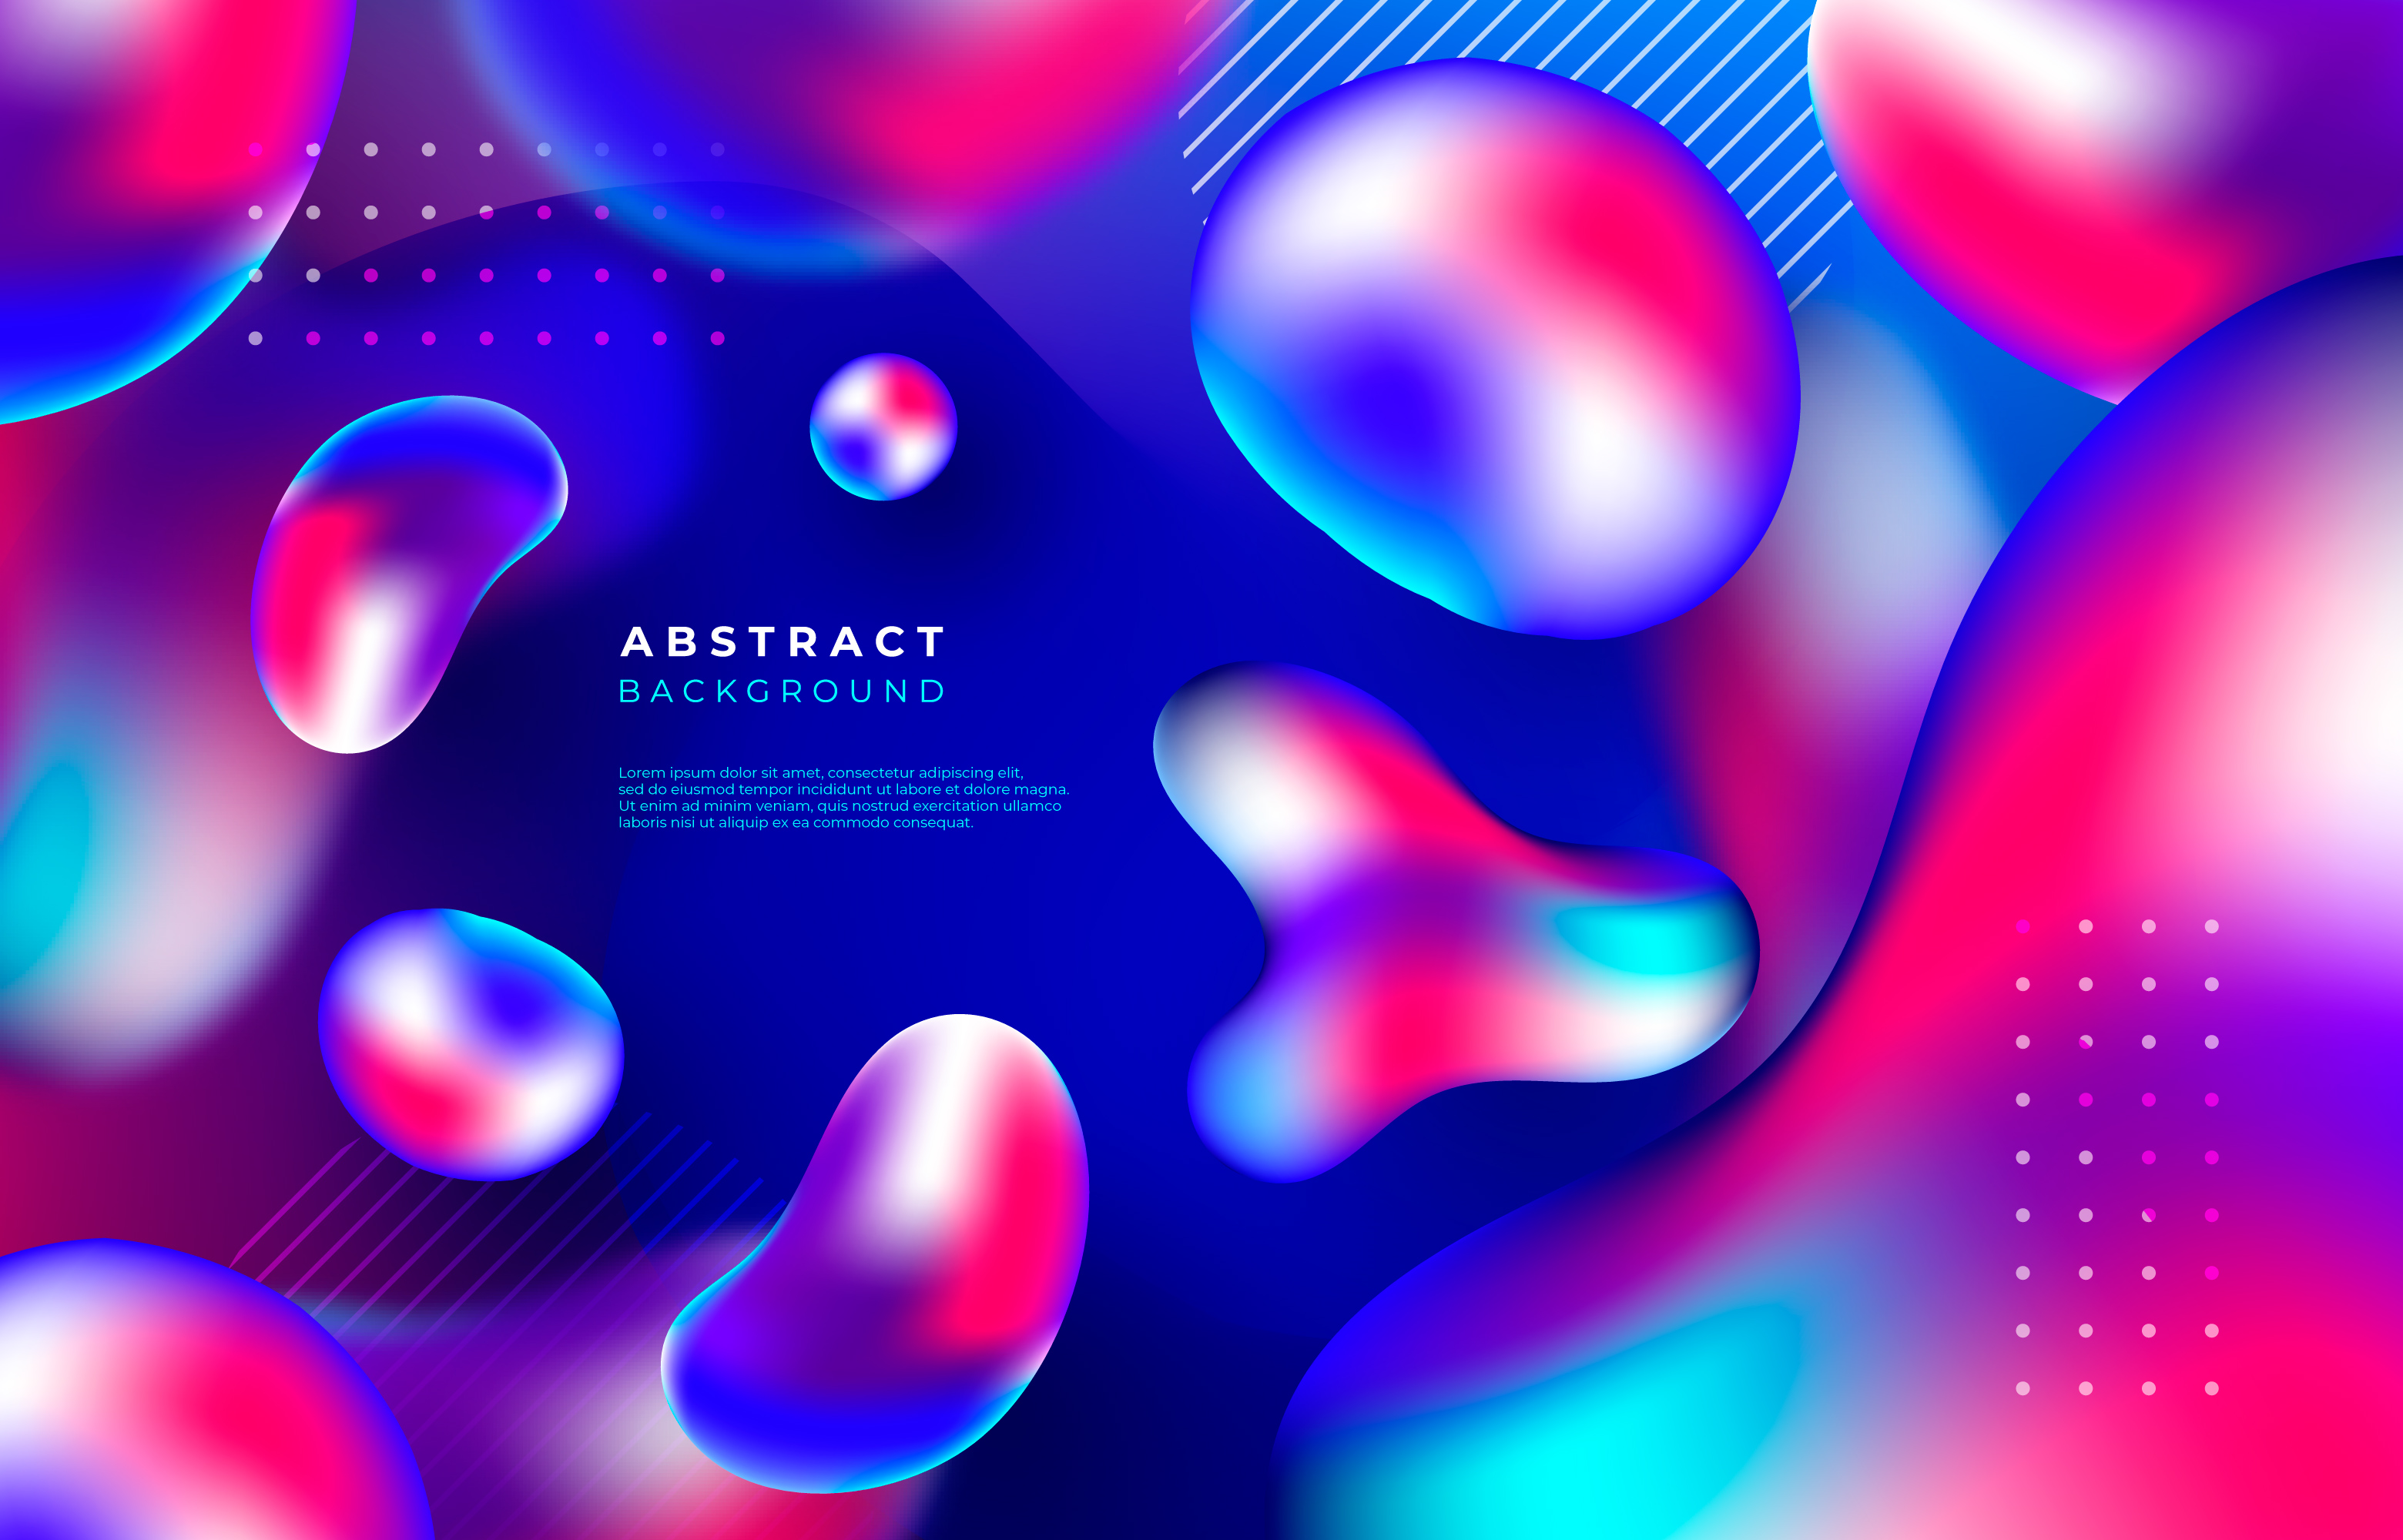 ABSTRACT
BACKGROUND
Lorem ipsum dolor sit amet, consectetur adipiscing elit,
sed do eiusmod tempor incididunt ut labore et dolore magna.
Ut enim ad minim veniam, quis nostrud exercitation ullamco
laboris nisi ut aliquip ex ea commodo consequat.